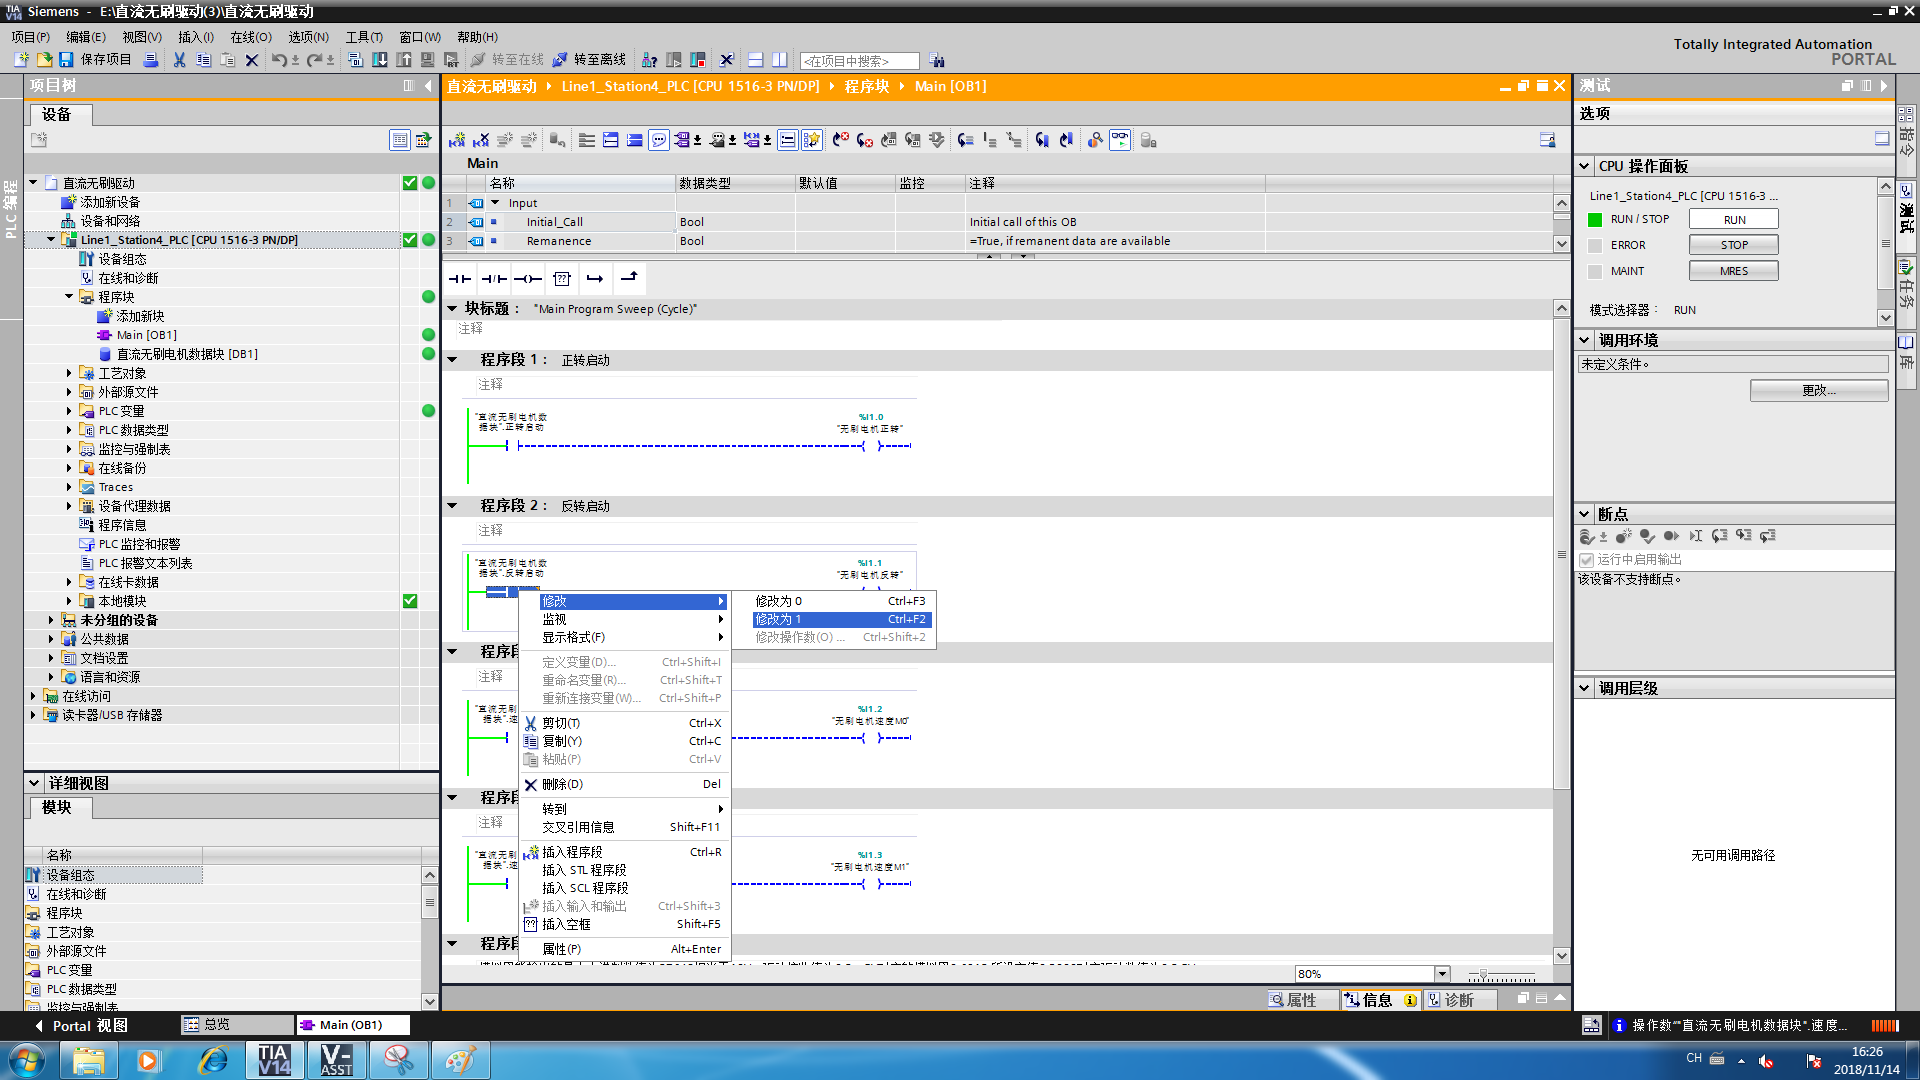 Siemens - E:\直流无刷驱动(3)\直流无刷驱动
项目(P) 编辑(E) 视图(V) 插入(I) 在线(O) 选项(N) 工具(T) 窗口(W) 帮助(H)
Totally Integrated Automation
PORTAL
保存项目 转至在线 转至离线 <在项目中搜索>
项目树
直流无刷驱动 Line1_Station4_PLC [CPU 1516-3 PN/DP] 程序块 Main [OB1]
测试
设备
选项
PLC 编程
直流无刷驱动
添加新设备
设备和网络
Line1_Station4_PLC [CPU 1516-3 PN/DP]
设备组态
在线和诊断
程序块
添加新块
Main [OB1]
直流无刷电机数据块 [DB1]
工艺对象
外部源文件
PLC 变量
PLC 数据类型
监控与强制表
在线备份
Traces
设备代理数据
程序信息
PLC 监控和报警
PLC 报警文本列表
在线卡数据
本地模块
未分组的设备
公共数据
文档设置
语言和资源
在线访问
读卡器/USB 存储器
详细视图
模块
名称
设备组态
在线和诊断
程序块
工艺对象
外部源文件
PLC 变量
PLC 数据类型
监控与强制表
Main
名称 数据类型 默认值 监控 注释
1 Input
2 Initial_Call Bool Initial call of this OB
3 Remanence Bool =True, if remanent data are available
块标题： "Main Program Sweep (Cycle)"
注释
程序段 1： 正转启动
注释
"直流无刷电机数
据块".正转启动
%I1.0
"无刷电机正转"
程序段 2： 反转启动
注释
"直流无刷电机数
据块".反转启动
%I1.1
"无刷电机反转"
修改
监视
显示格式(F)
定义变量(D)... Ctrl+Shift+I
重命名变量(R)... Ctrl+Shift+T
重新连接变量(W)... Ctrl+Shift+P
剪切(T) Ctrl+X
复制(Y) Ctrl+C
粘贴(P) Ctrl+V
删除(D) Del
转到
交叉引用信息 Shift+F11
插入程序段 Ctrl+R
插入 STL 程序段
插入 SCL 程序段
插入输入和输出 Ctrl+Shift+3
插入空框 Shift+F5
属性(P) Alt+Enter
修改为 0 Ctrl+F3
修改为 1 Ctrl+F2
修改操作数(O) ... Ctrl+Shift+2
程序段
注释
"直流无刷
据块".速
%I1.2
"无刷电机速度M0"
程序段
注释
"直流无刷
据块".速
%I1.3
"无刷电机速度M1"
程序段
80%
属性 信息 诊断
CPU 操作面板
Line1_Station4_PLC [CPU 1516-3 ...
RUN / STOP RUN
ERROR STOP
MAINT MRES
模式选择器： RUN
调用环境
未定义条件。
更改...
断点
运行中启用输出
该设备不支持断点。
调用层级
无可用调用路径
指令
测试
任务
库
Portal 视图 总览 Main (OB1)
操作数"“直流无刷电机数据块".速度...
TIA V14
V-ASST
CH
16:26
2018/11/14